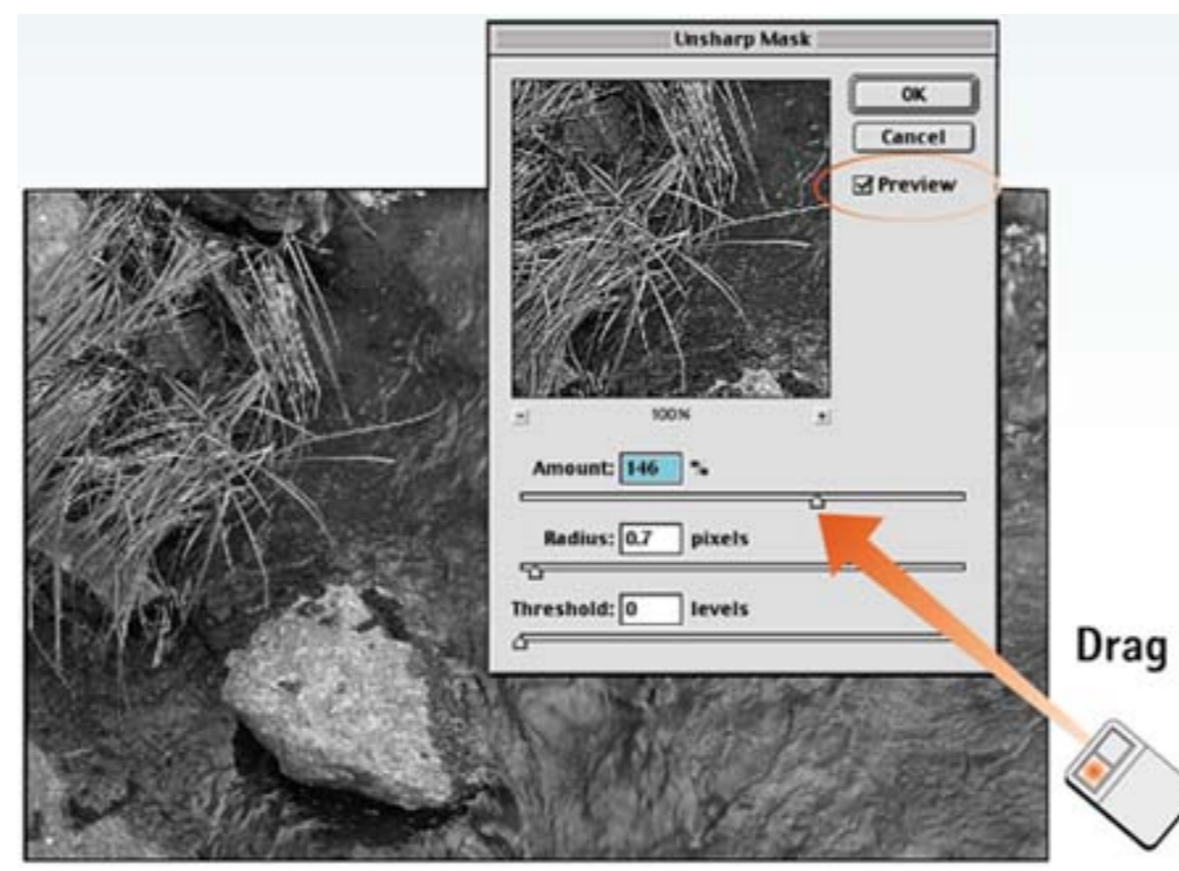 Unsharp Mask
OK
Cancel
Preview
100%
Amount: 146 %
Radius: 0.7 pixels
Threshold: 0 levels
Drag